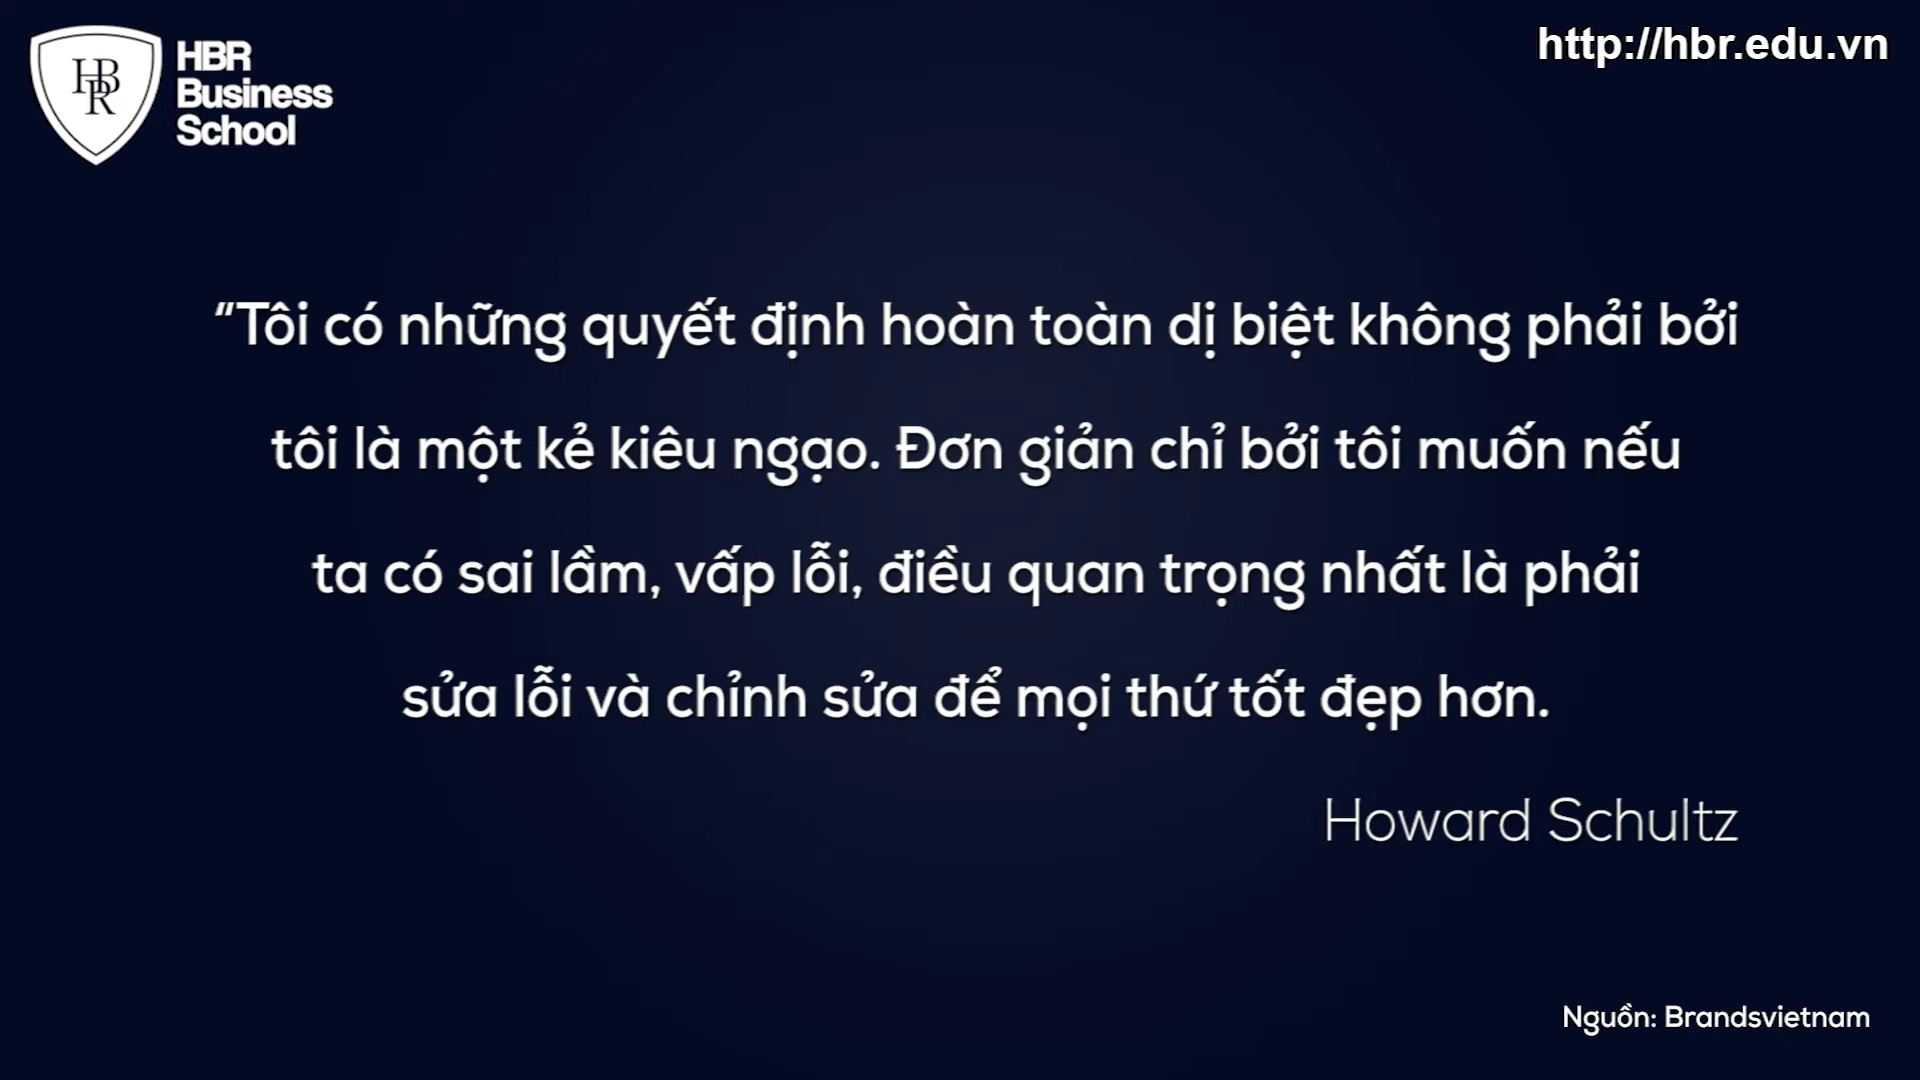 HBR
HBR
Business
School
http://hbr.edu.vn
“Tôi có những quyết định hoàn toàn dị biệt không phải bởi
tôi là một kẻ kiêu ngạo. Đơn giản chỉ bởi tôi muốn nếu
ta có sai lầm, vấp lỗi, điều quan trọng nhất là phải
sửa lỗi và chỉnh sửa để mọi thứ tốt đẹp hơn.
Howard Schultz
Nguồn: Brandsvietnam